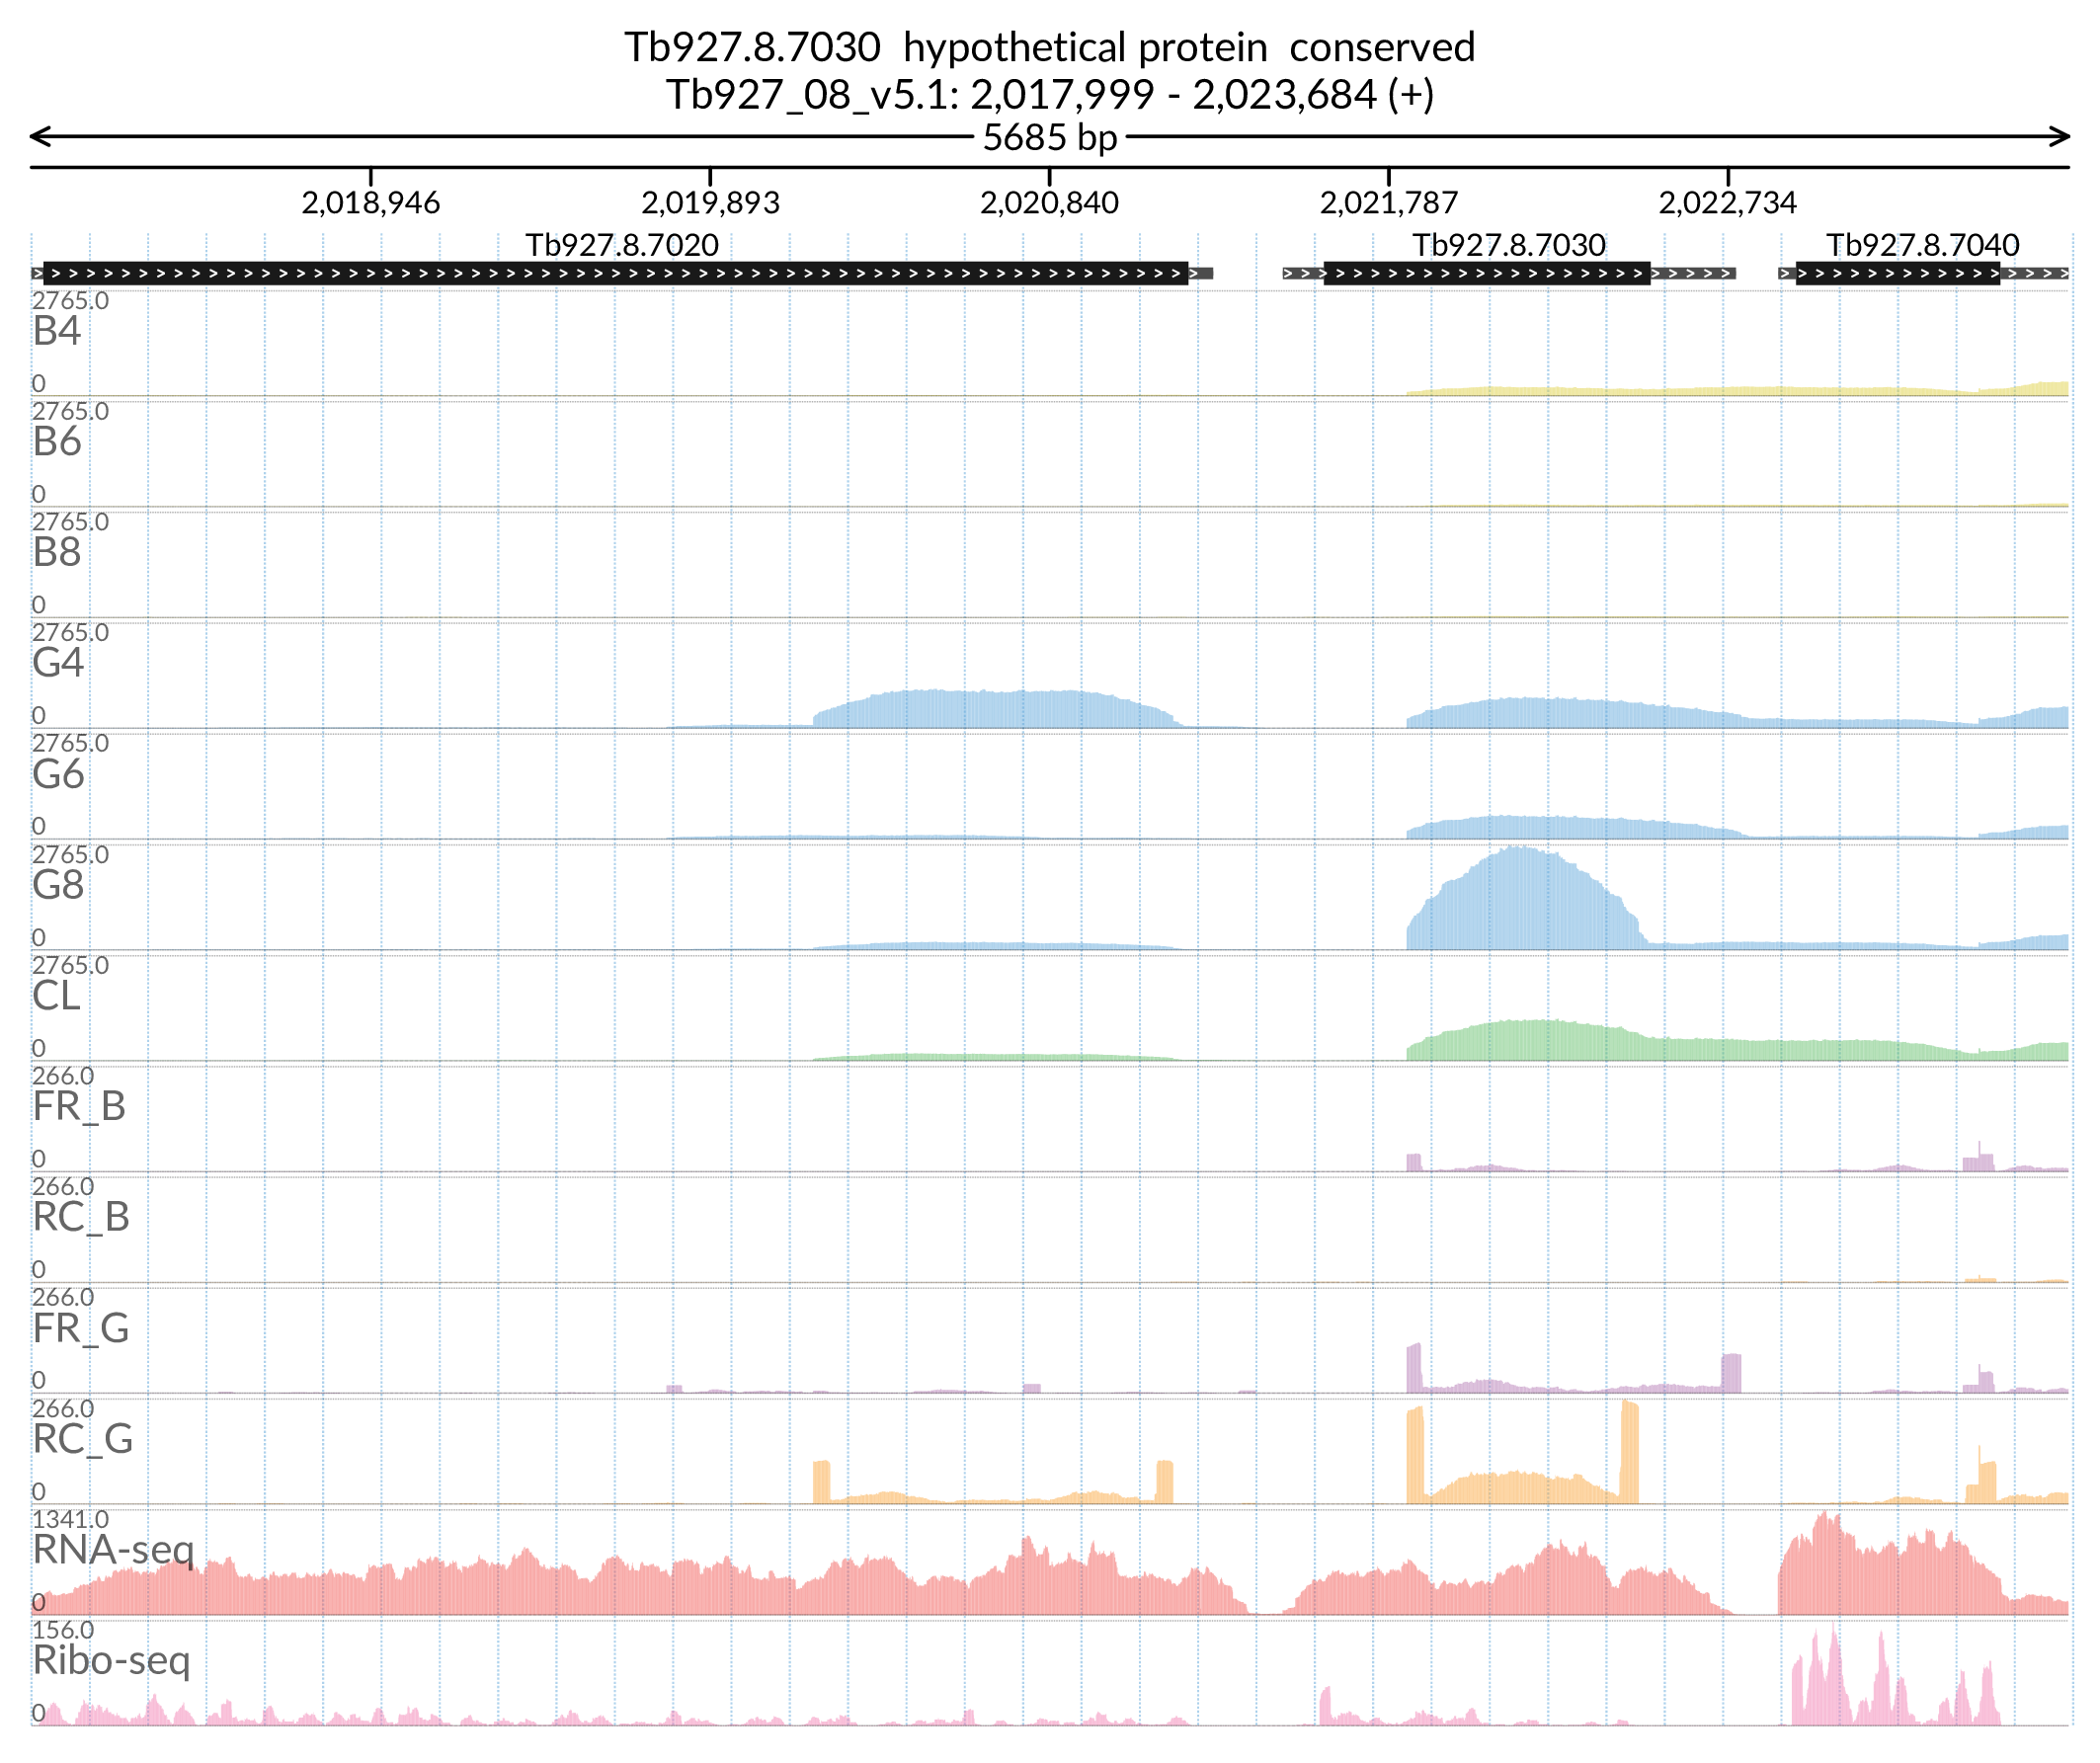 Tb927.8.7030 hypothetical protein conserved
Tb927_08_v5.1: 2,017,999 - 2,023,684 (+)
5685 bp
2,018,946 2,019,893 2,020,840 2,021,787 2,022,734
Tb927.8.7020 Tb927.8.7030 Tb927.8.7040
2765.0
B4
0
2765.0
B6
0
2765.0
B8
0
2765.0
G4
0
2765.0
G6
0
2765.0
G8
0
2765.0
CL
0
266.0
FR_B
0
266.0
RC_B
0
266.0
FR_G
0
266.0
RC_G
0
1341.0
RNA-seq
0
156.0
Ribo-seq
0